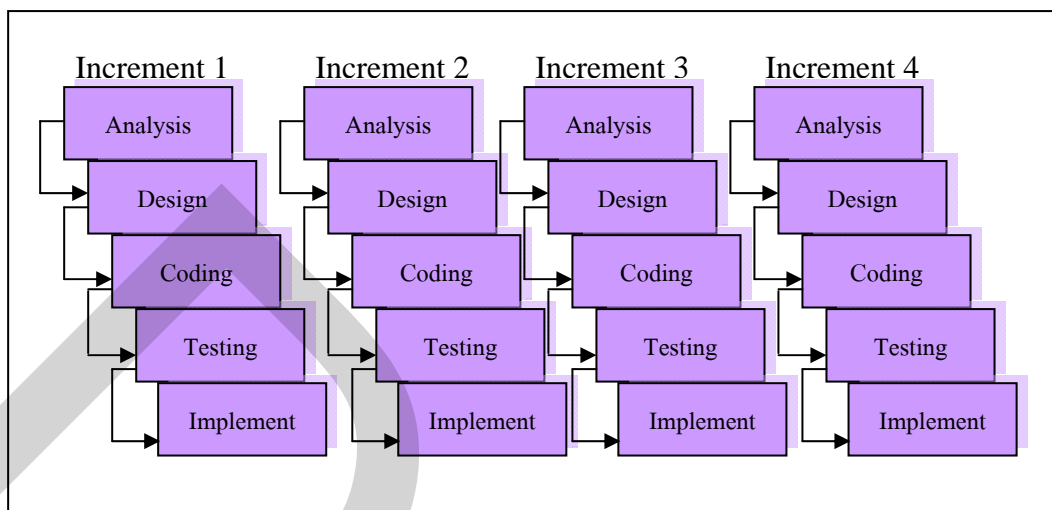 Increment 1
Increment 2
Increment 3
Increment 4
Analysis
Analysis
Analysis
Analysis
Design
Design
Design
Design
Coding
Coding
Coding
Coding
Testing
Testing
Testing
Testing
Implement
Implement
Implement
Implement